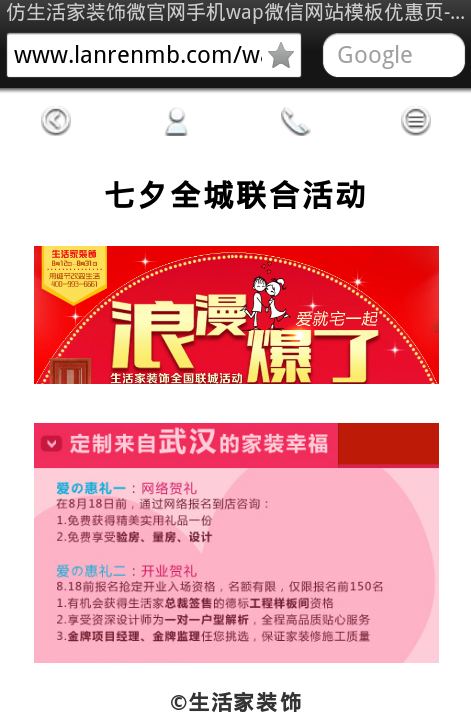 仿生活家装饰微官网手机wap微信网站模板优惠页-...
www.lanrenmb.com/wa
Google
七夕全城联合活动
生活家装饰
8月12日-8月31日
用细节改造生活
400-993-6661
浪漫
爆了
爱就宅一起
生活家装饰全国联城活动
定制来自武汉的家装幸福
爱の惠礼一：网络贺礼
在8月18日前，通过网络报名到店咨询：
1.免费获得精美实用礼品一份
2.免费享受验房、量房、设计
爱の惠礼二：开业贺礼
8.18前报名抢定开业入场资格，名额有限，仅限报名前150名
1.有机会获得生活家总裁签售的德标工程样板间资格
2.享受资深设计师为一对一户型解析，全程高品质贴心服务
3.金牌项目经理、金牌监理任您挑选，保证家装修施工质量
©生活家装饰